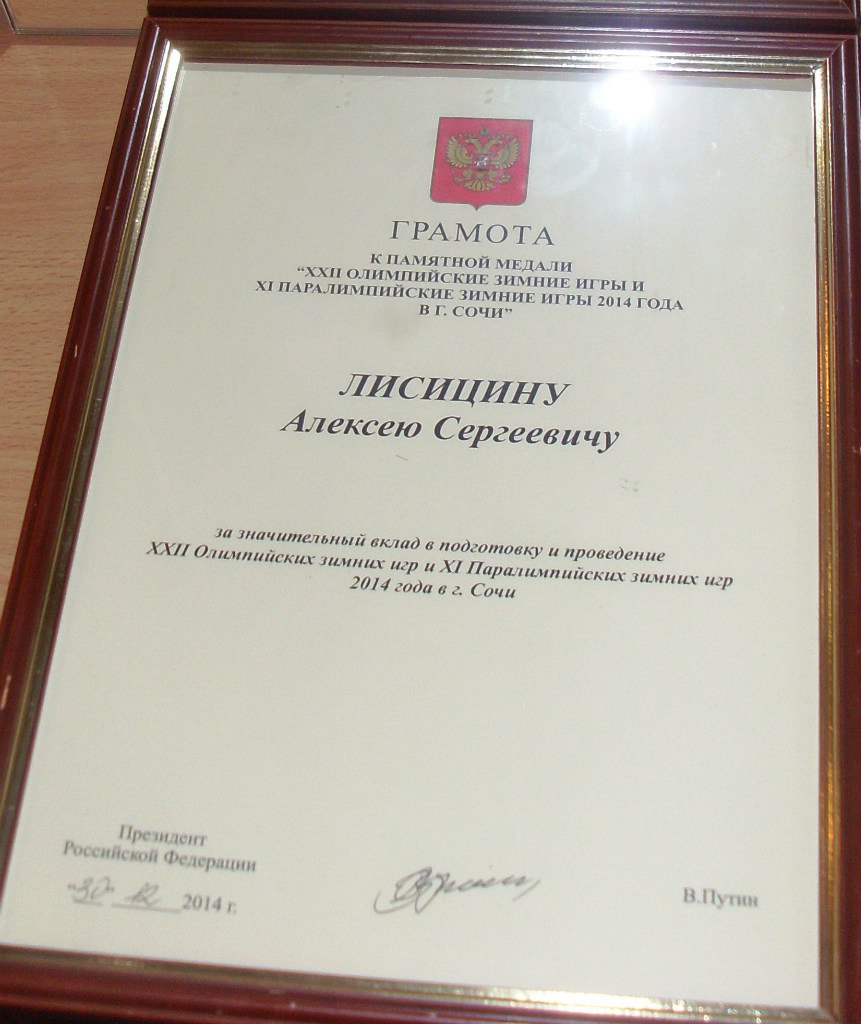 ГРАМОТА
К ПАМЯТНОЙ МЕДАЛИ
“XXII ОЛИМПИЙСКИЕ ЗИМНИЕ ИГРЫ И
XI ПАРАЛИМПИЙСКИЕ ЗИМНИЕ ИГРЫ 2014 ГОДА
В Г. СОЧИ”
ЛИСИЦИНУ
Алексею Сергеевичу
за значительный вклад в подготовку и проведение
XXII Олимпийских зимних игр и XI Паралимпийских зимних игр
2014 года в г. Сочи
Президент
Российской Федерации
“30” 12 2014 г.
В.Путин